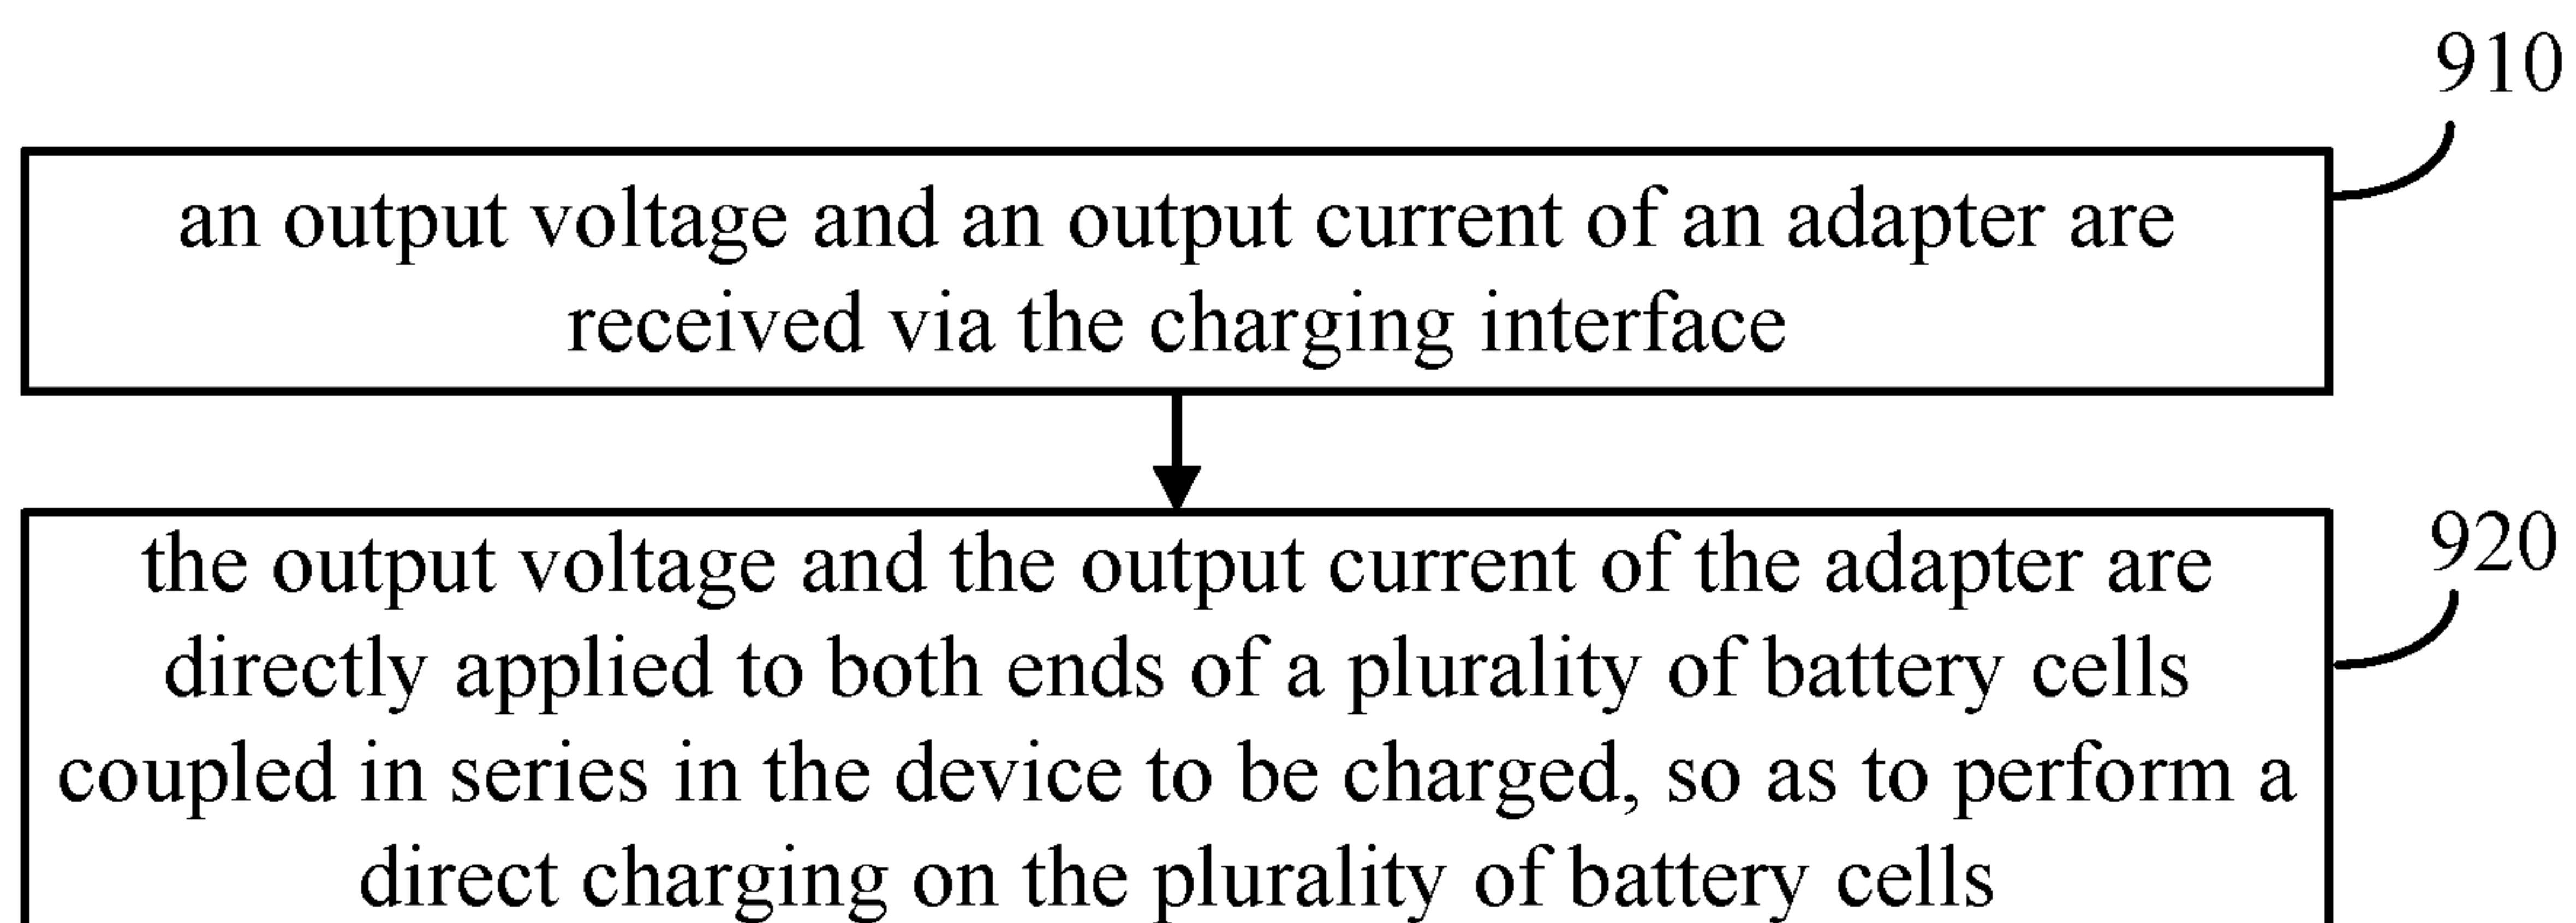 910
an output voltage and an output current of an adapter are
received via the charging interface
920
the output voltage and the output current of the adapter are
directly applied to both ends of a plurality of battery cells
coupled in series in the device to be charged, so as to perform a
direct charging on the plurality of battery cells